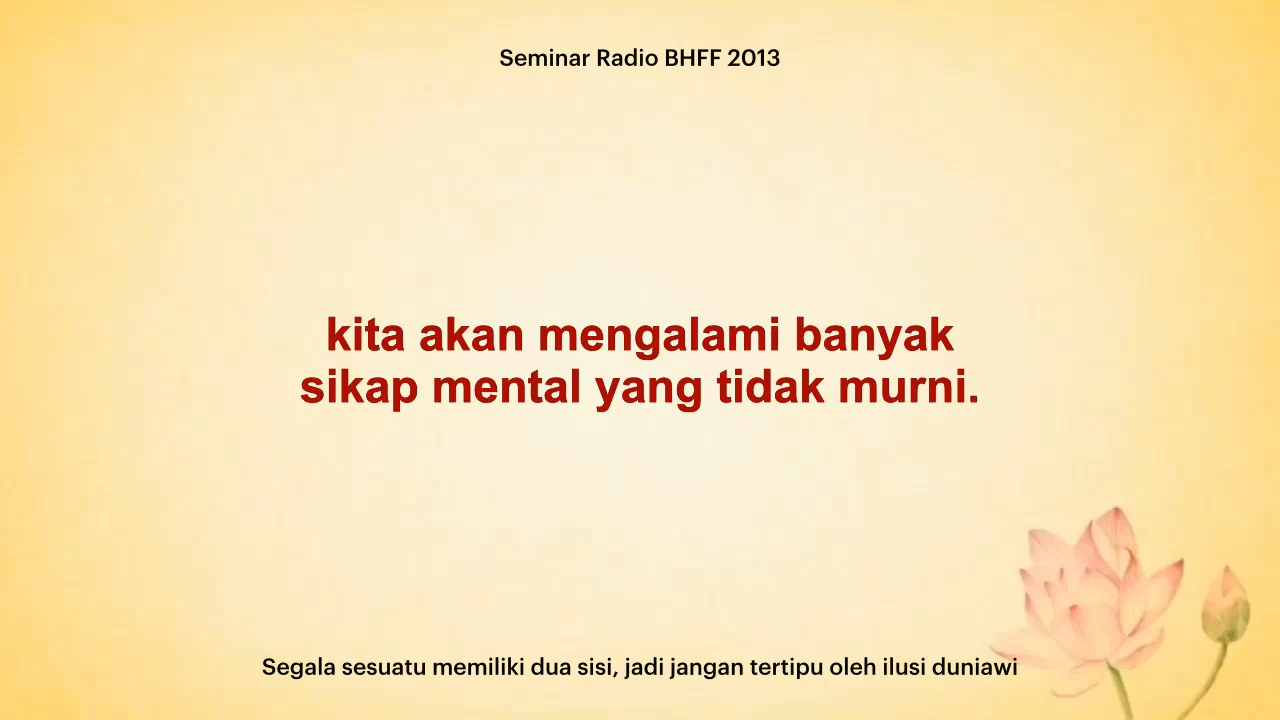 Seminar Radio BHFF 2013
kita akan mengalami banyak
sikap mental yang tidak murni.
Segala sesuatu memiliki dua sisi, jadi jangan tertipu oleh ilusi duniawi